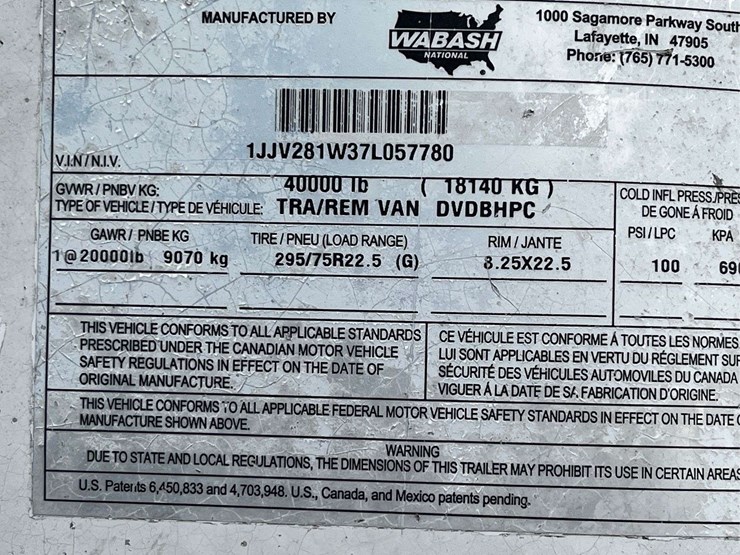 MANUFACTURED BY
WABASH
NATIONAL
1000 Sagamore Parkway South
Lafayette, IN 47905
Phone: (765) 771-5300
V.I.N / N.I.V.
1JJV281W37L057780
GVWR / PNBV KG: 40000 lb ( 18140 KG )
TYPE OF VEHICLE / TYPE DE VÉHICULE: TRA/REM VAN DVDBHPC
COLD INFL PRESS./PRES
DE GONE Á FROID
GAWR / PNBE KG TIRE / PNEU (LOAD RANGE) RIM / JANTE PSI / LPC KPA
1@20000lb 9070 kg 295/75R22.5 (G) 8.25X22.5 100 690
THIS VEHICLE CONFORMS TO ALL APPLICABLE STANDARDS
PRESCRIBED UNDER THE CANADIAN MOTOR VEHICLE
SAFETY REGULATIONS IN EFFECT ON THE DATE OF
ORIGINAL MANUFACTURE.
CE VÉHICULE EST CONFORME Á TOUTES LES NORMES
LUI SONT APPLICABLES EN VERTU DU RÉGLEMENT SUR
SÉCURITÉ DES VÉHICULES AUTOMOVILES DU CANADA
VIGUER Á LA DATE DE SA FABRICATION D'ORIGINE.
THIS VEHICLE CONFORMS TO ALL APPLICABLE FEDERAL MOTOR VEHICLE SAFETY STANDARDS IN EFFECT ON THE DATE
MANUFACTURE SHOWN ABOVE.
WARNING
DUE TO STATE AND LOCAL REGULATIONS, THE DIMENSIONS OF THIS TRAILER MAY PROHIBIT ITS USE IN CERTAIN AREAS
U.S. Patents 6,450,833 and 4,703,948. U.S., Canada, and Mexico patents pending.